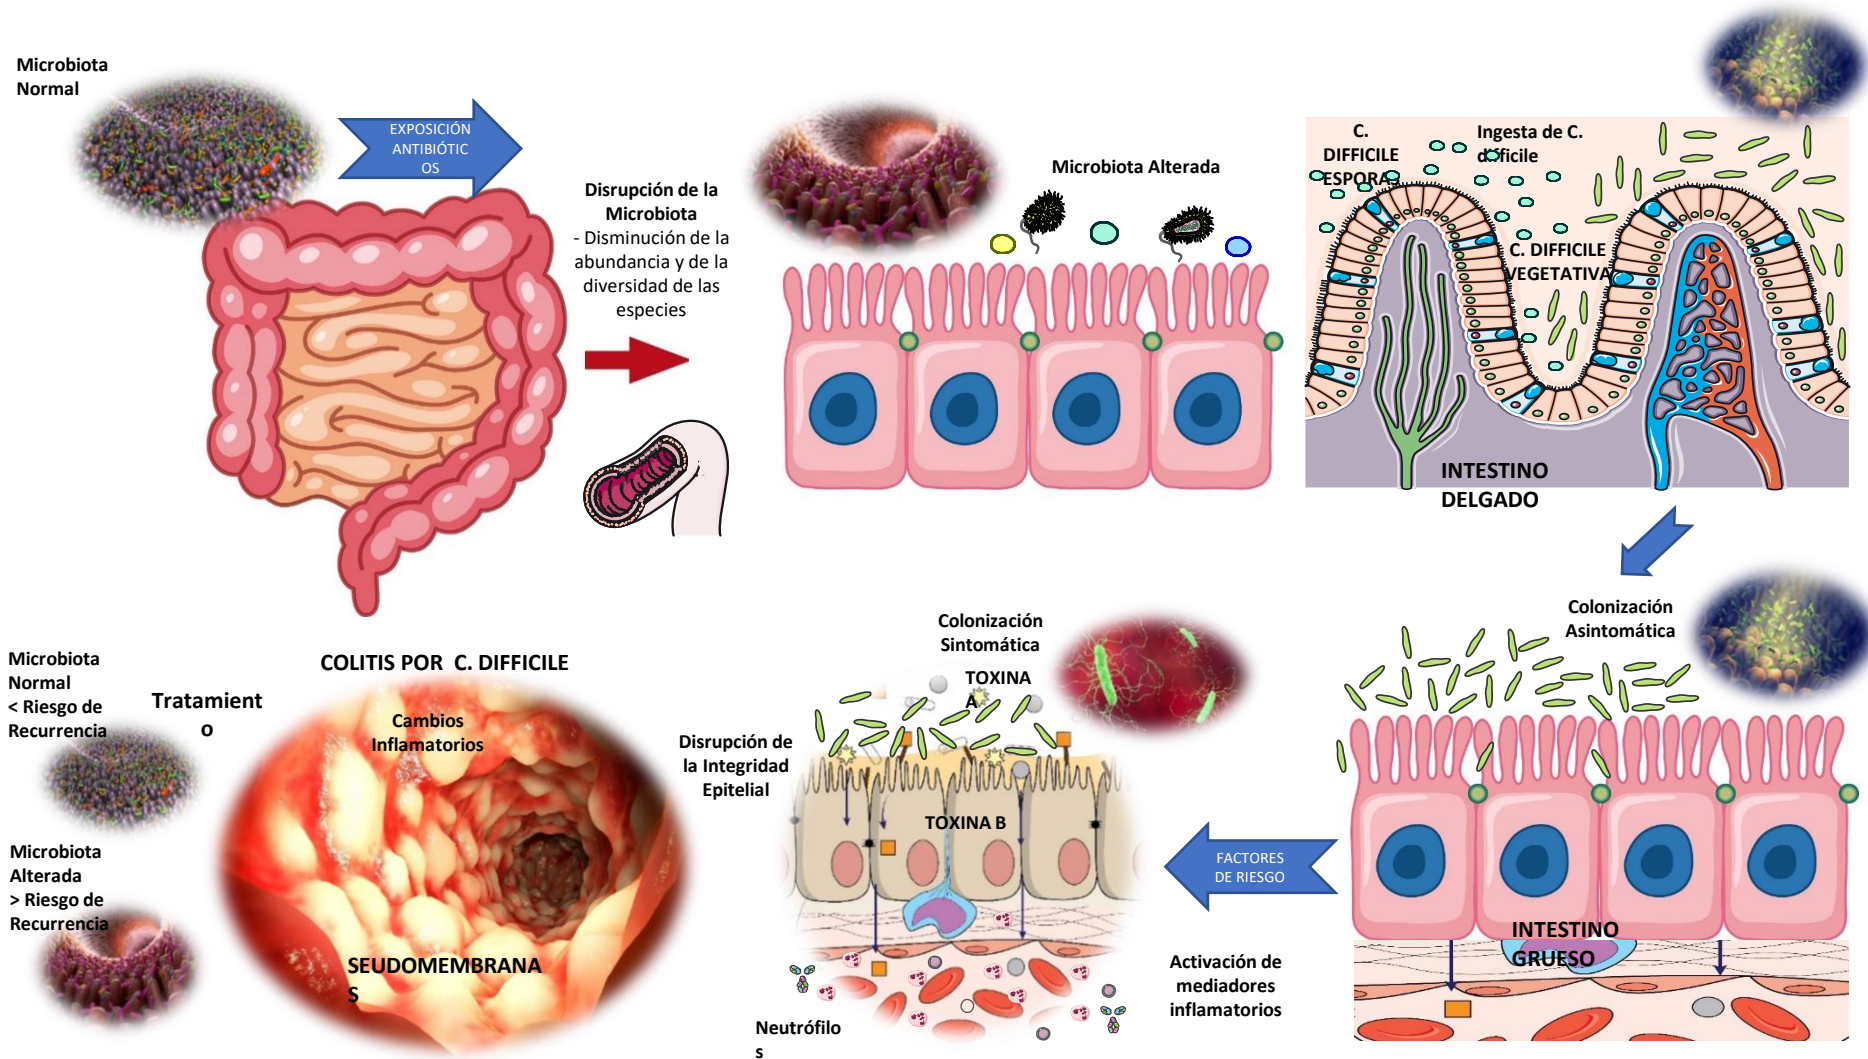 Microbiota
Normal
EXPOSICIÓN
ANTIBIÓTIC
OS
Disrupción de la
Microbiota
- Disminución de la
abundancia y de la
diversidad de las
especies
Microbiota Alterada
C.
DIFFICILE
ESPORAS
Ingesta de C.
difficile
C. DIFFICILE
VEGETATIVA
INTESTINO
DELGADO
Colonización
Asintomática
INTESTINO
GRUESO
FACTORES
DE RIESGO
Colonización
Sintomática
TOXINA
A
Disrupción de
la Integridad
Epitelial
TOXINA B
Activación de
mediadores
inflamatorios
Neutrófilo
s
COLITIS POR  C. DIFFICILE
Cambios
Inflamatorios
SEUDOMEMBRANA
S
Tratamient
o
Microbiota
Normal
< Riesgo de
Recurrencia
Microbiota
Alterada
> Riesgo de
Recurrencia